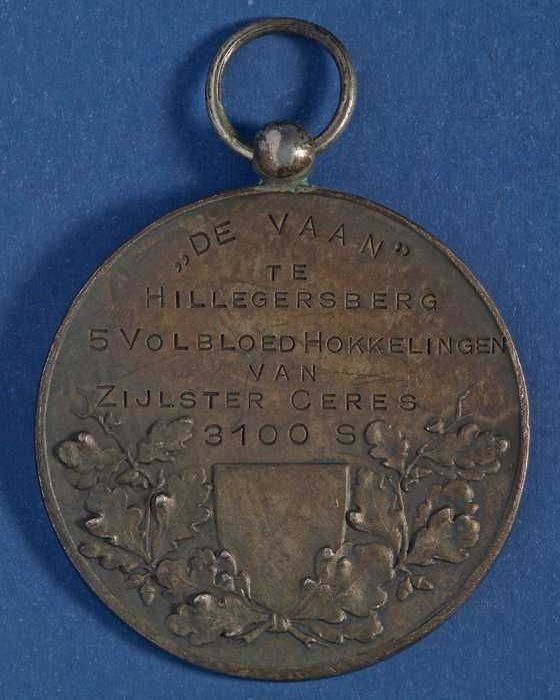 „DE VAAN”
TE
HILLEGERSBERG
5 VOLBLOED HOKKELINGEN
VAN
ZIJLSTER CERES
3100 S